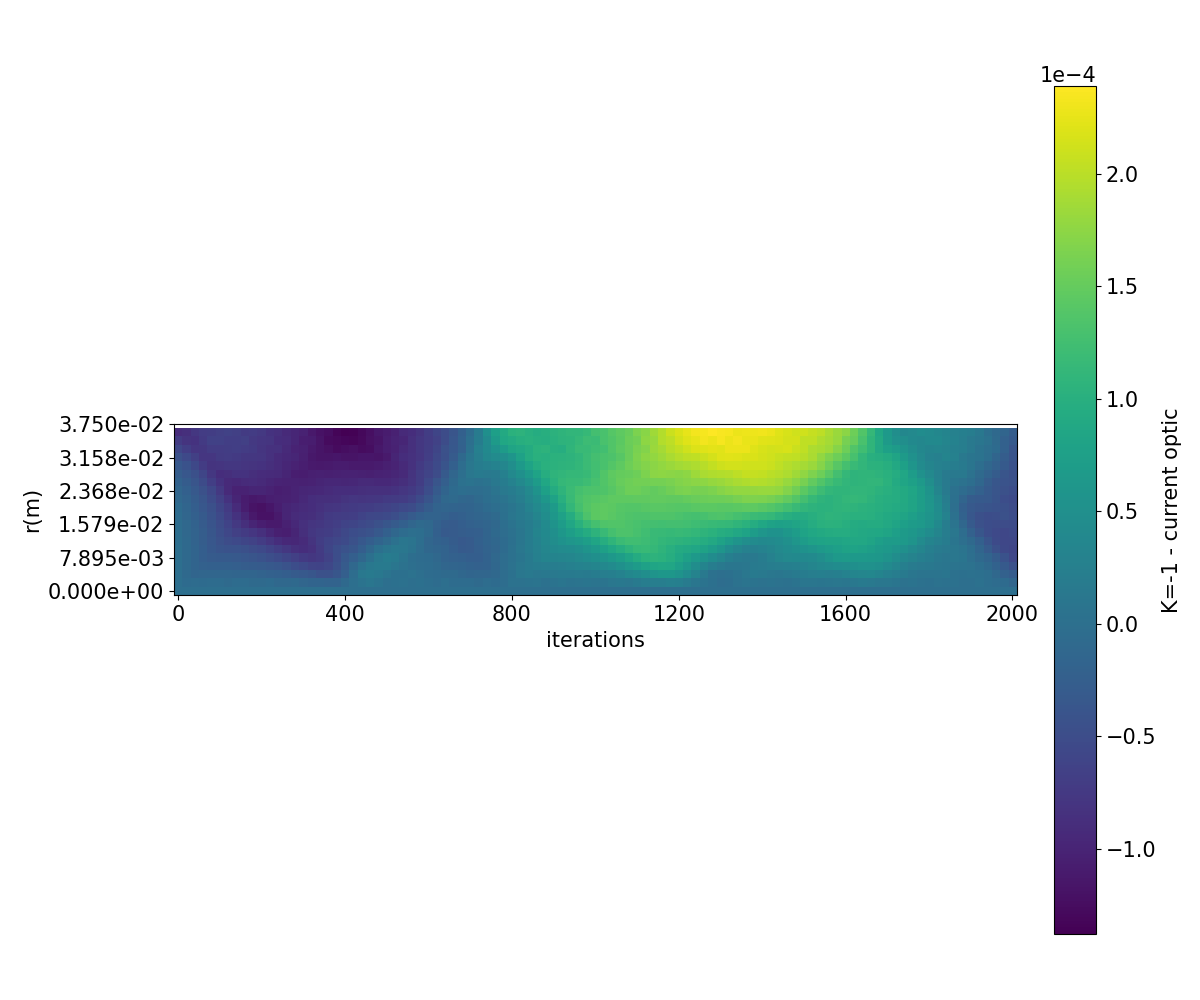 1e−4
2.0
1.5
1.0
0.5
0.0
−0.5
−1.0
K=-1 - current optic
3.750e-02
3.158e-02
2.368e-02
1.579e-02
7.895e-03
0.000e+00
r(m)
0 400 800 1200 1600 2000
iterations